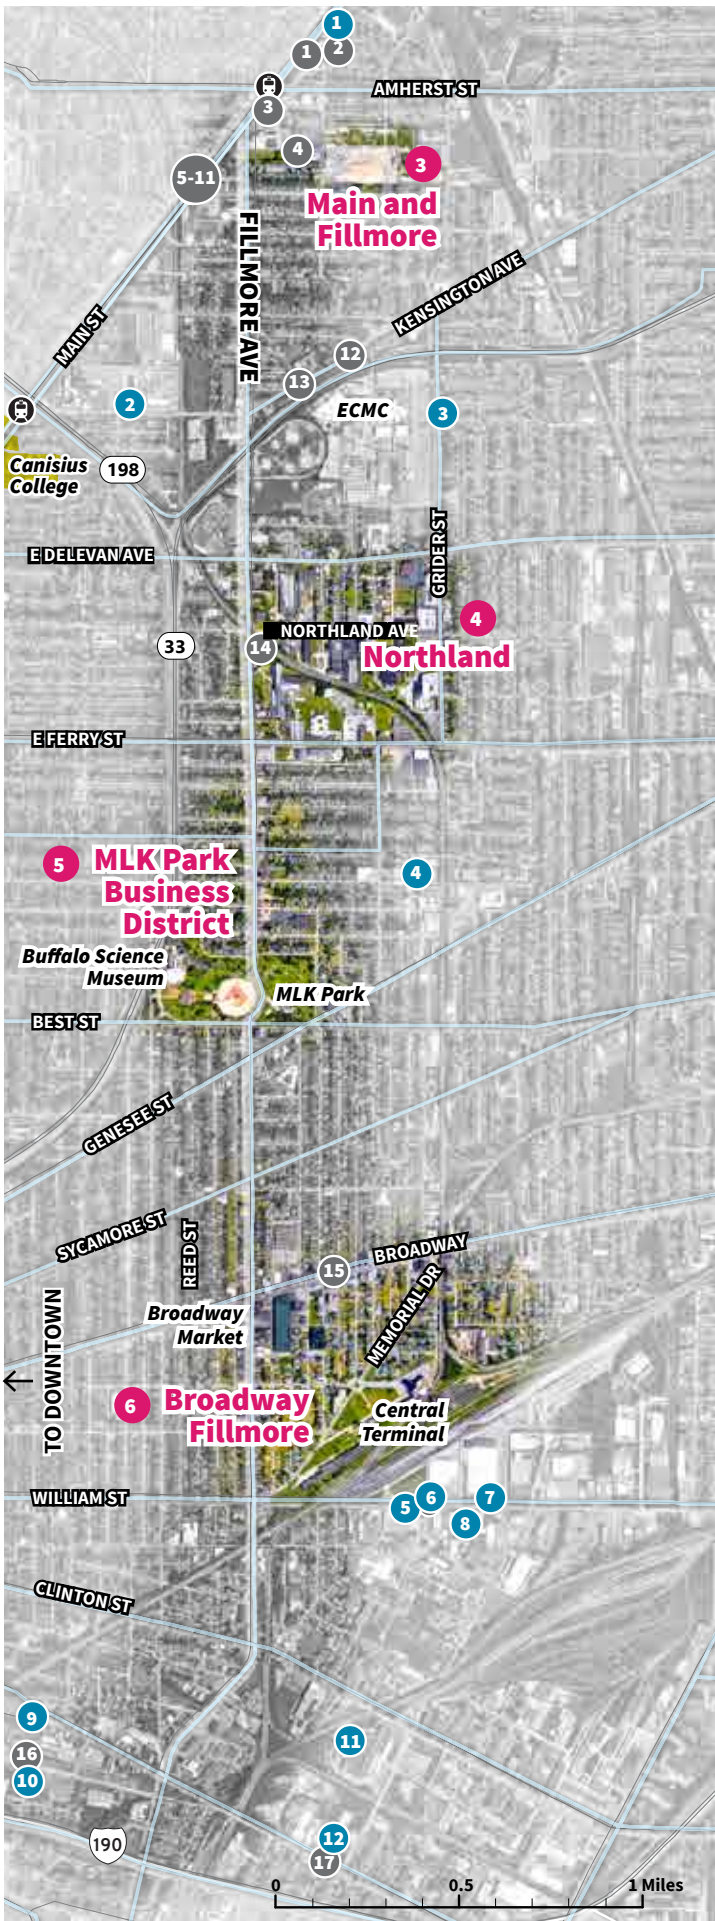 1
1
2
AMHERST ST
3
4
3
5-11
Main and
Fillmore
FILLMORE AVE
KENSINGTON AVE
MAIN ST
12
13
2
ECMC
3
Canisius
College
198
GRIDER ST
E DELEVAN AVE
4
NORTHLAND AVE
33
14
Northland
E FERRY ST
5
MLK Park
Business
District
4
Buffalo Science
Museum
MLK Park
BEST ST
GENESEE ST
SYCAMORE ST
REED ST
BROADWAY
15
MEMORIAL DR
Broadway
Market
TO DOWNTOWN
6
Broadway
Fillmore
Central
Terminal
WILLIAM ST
5
6
7
8
CLINTON ST
9
16
10
11
190
12
17
0 0.5 1 Miles